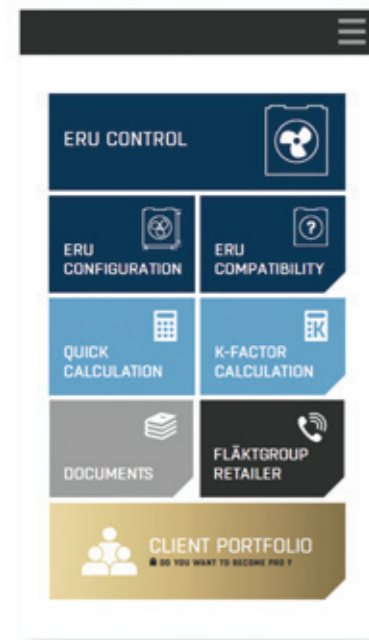 ERU CONTROL
ERU
CONFIGURATION
ERU
COMPATIBILITY
?
QUICK
CALCULATION
K
K-FACTOR
CALCULATION
DOCUMENTS
FLÄKTGROUP
RETAILER
CLIENT PORTFOLIO
DO YOU WANT TO BECOME PRO ?